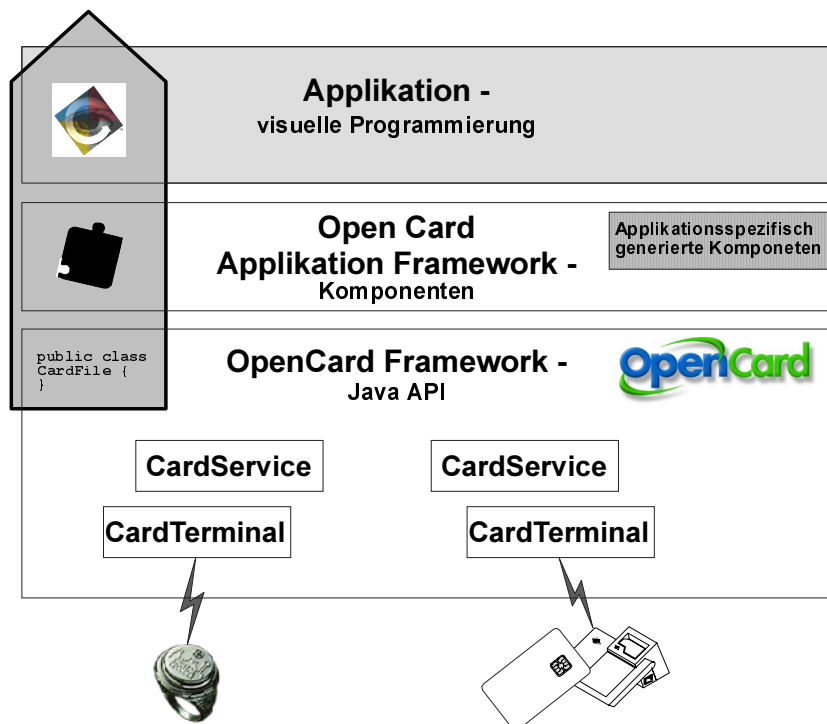 Applikation -
visuelle Programmierung
Open Card
Applikation Framework -
Komponenten
Applikationsspezifisch
generierte Komponeten
public class
CardFile {
}
OpenCard Framework -
Java API
OpenCard
CardService
CardService
CardTerminal
CardTerminal